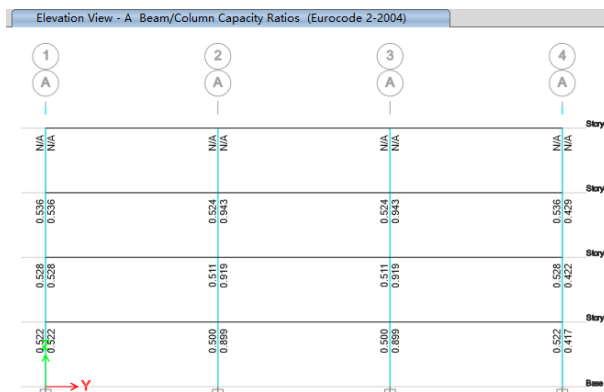 Elevation View - A Beam/Column Capacity Ratios (Eurocode 2-2004)
1 2 3 4
A A A A
Story
N/A N/A N/A N/A N/A N/A N/A N/A
Story
0.536 0.536 0.524 0.943 0.524 0.943 0.536 0.429
Story
0.528 0.528 0.511 0.919 0.511 0.919 0.528 0.422
Story
0.522 0.522 0.500 0.899 0.500 0.899 0.522 0.417
Y
Base